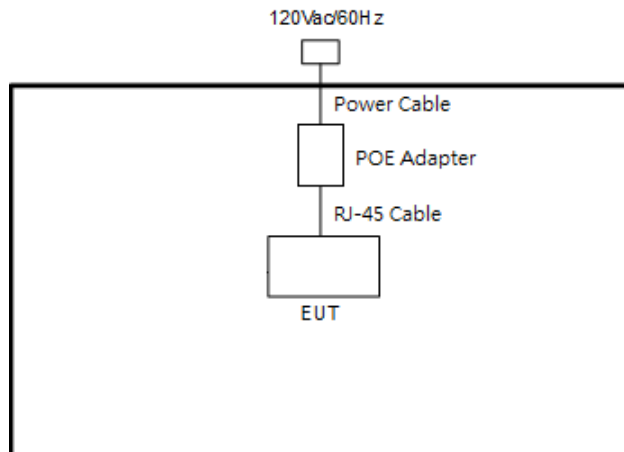 120Vac/60Hz
Power Cable
POE Adapter
RJ-45 Cable
EUT